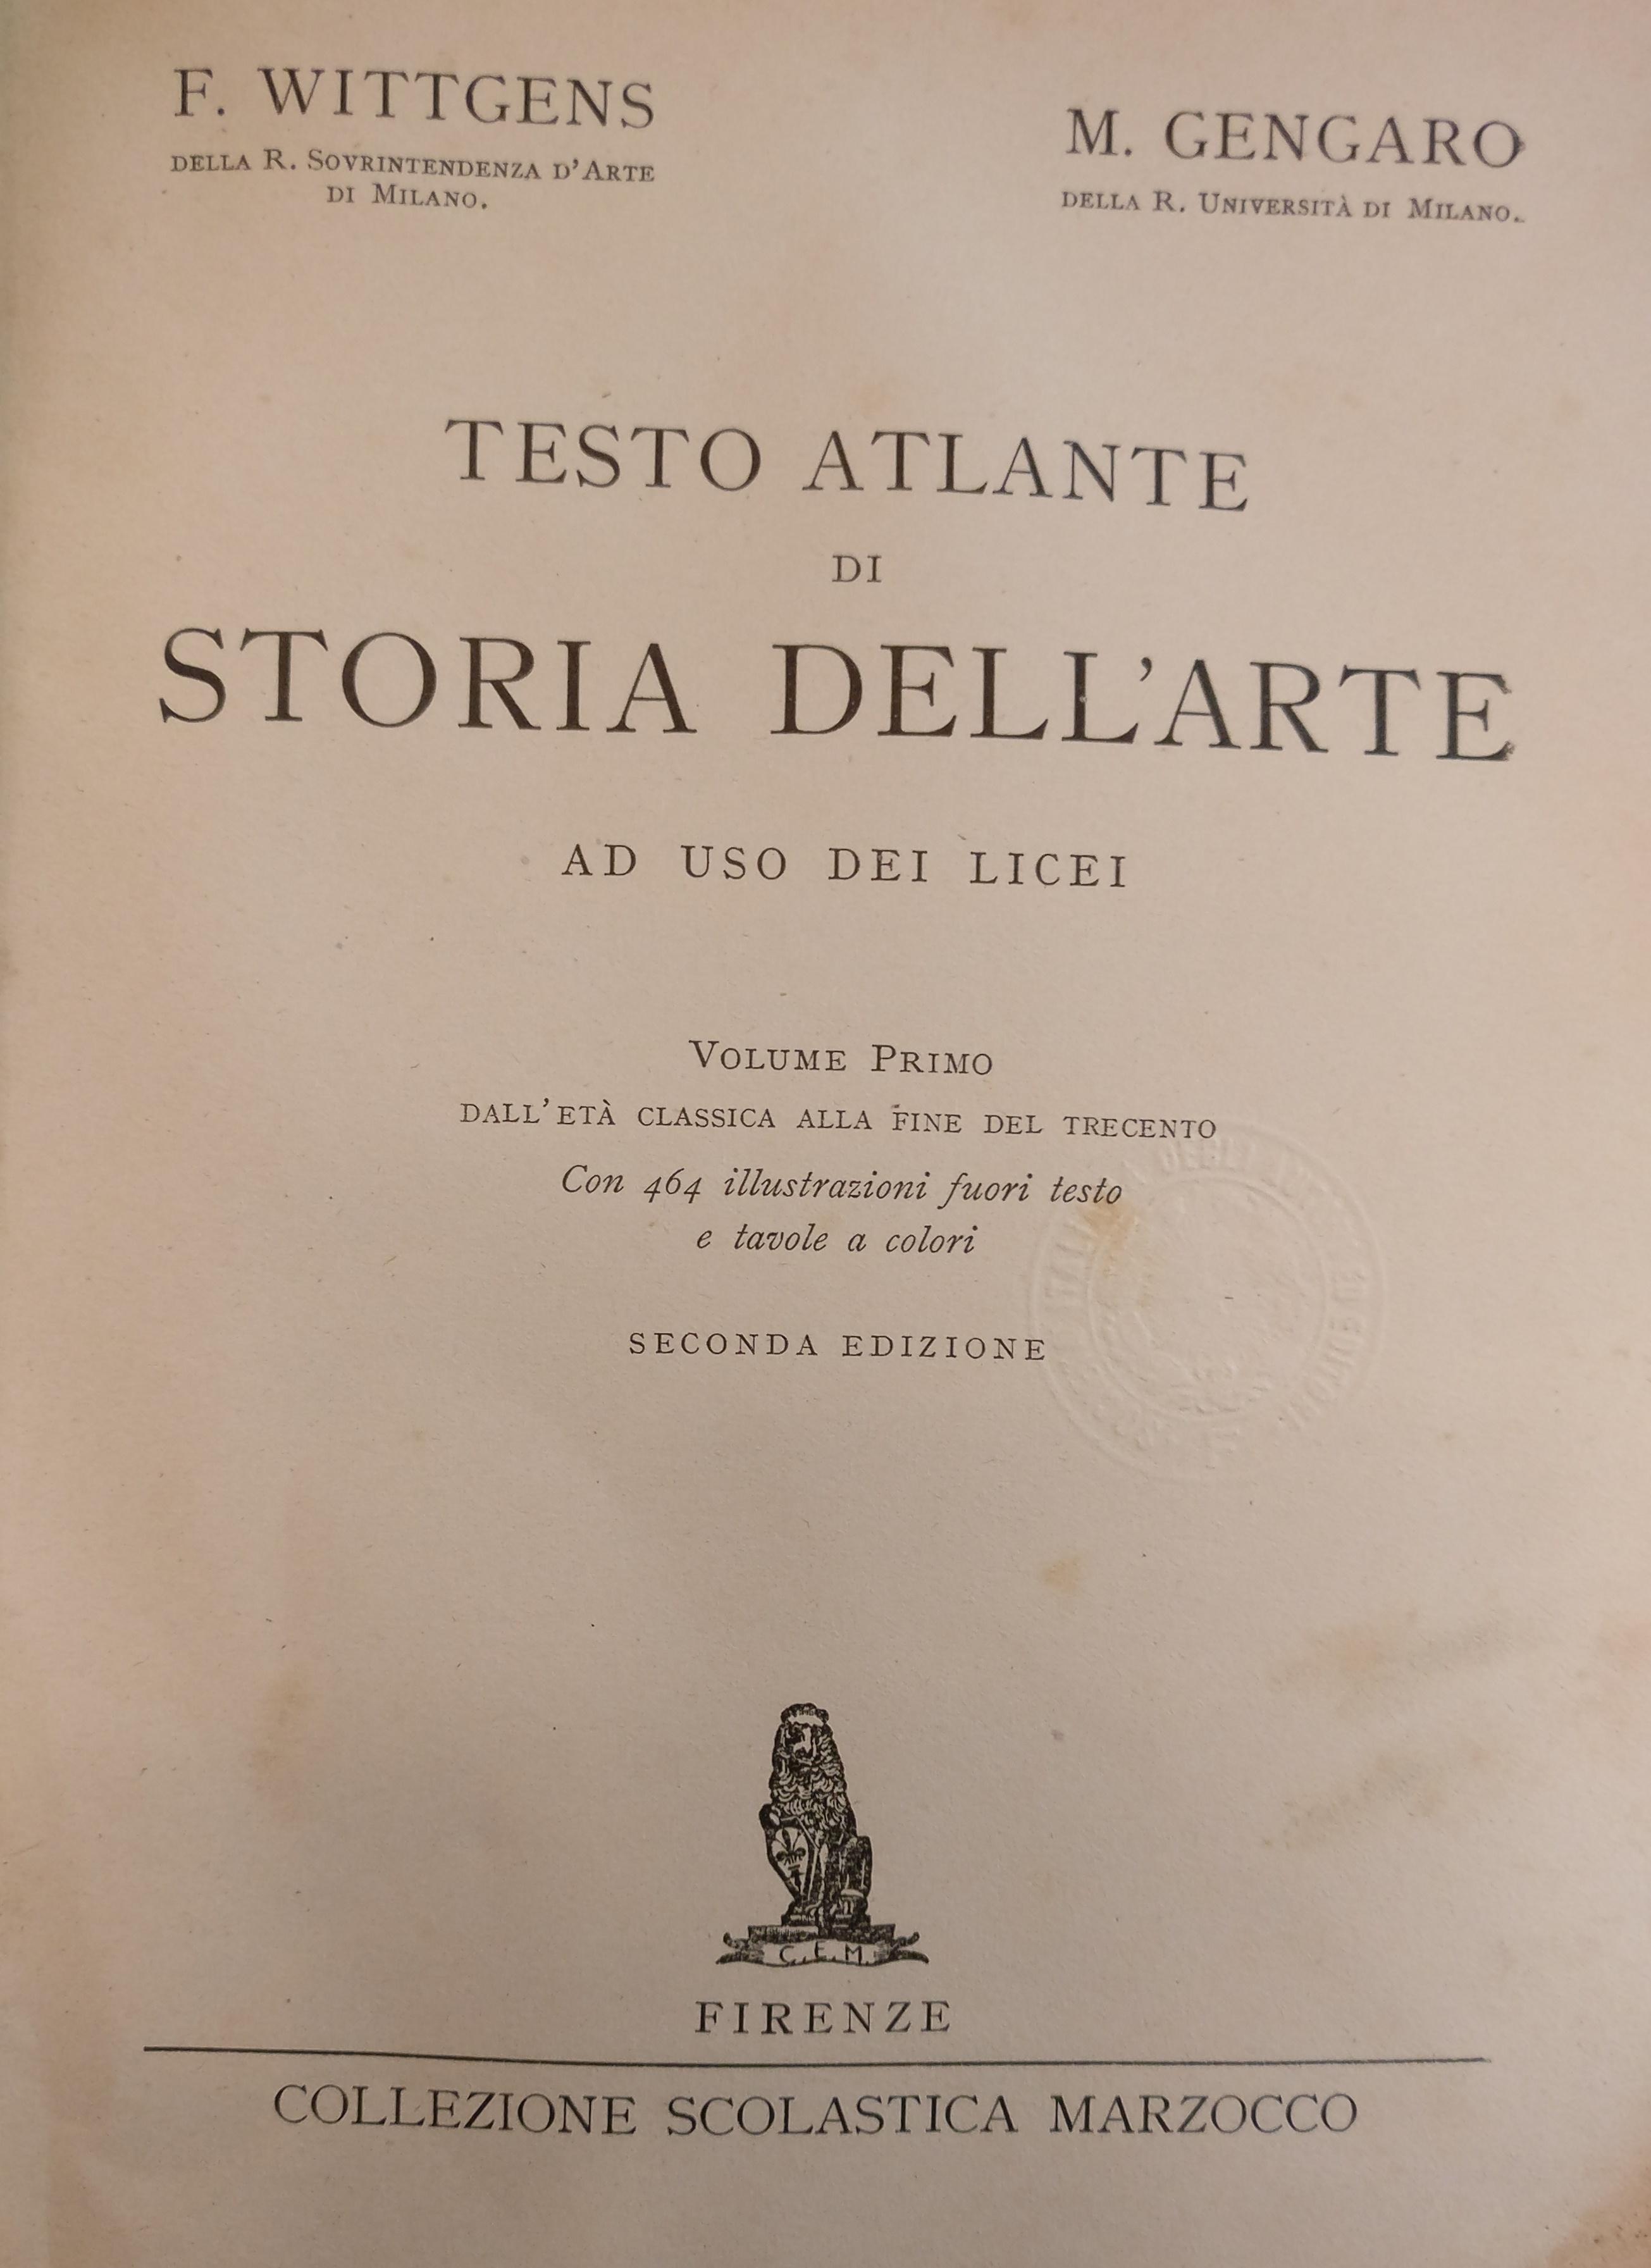 F. WITTGENS
DELLA R. SOVRINTENDENZA D'ARTE
DI MILANO.
M. GENGARO
DELLA R. UNIVERSITÀ DI MILANO.
TESTO ATLANTE
DI
STORIA DELL'ARTE
AD USO DEI LICEI
VOLUME PRIMO
DALL'ETÀ CLASSICA ALLA FINE DEL TRECENTO
Con 464 illustrazioni fuori testo
e tavole a colori
SECONDA EDIZIONE
C.E.M.
FIRENZE
COLLEZIONE SCOLASTICA MARZOCCO